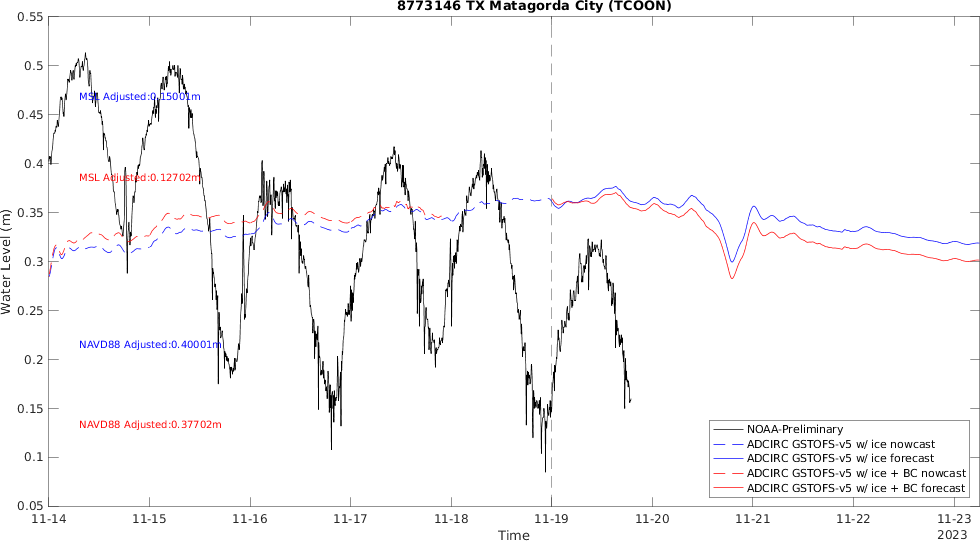 8773146 TX Matagorda City (TCOON)
0.55
0.5
0.45
0.4
0.35
0.3
0.25
0.2
0.15
0.1
0.05
Water Level (m)
MSL Adjusted:0.15001m
MSL Adjusted:0.12702m
NAVD88 Adjusted:0.40001m
NAVD88 Adjusted:0.37702m
NOAA-Preliminary
ADCIRC GSTOFS-v5 w/ ice nowcast
ADCIRC GSTOFS-v5 w/ ice forecast
ADCIRC GSTOFS-v5 w/ ice + BC nowcast
ADCIRC GSTOFS-v5 w/ ice + BC forecast
11-14 11-15 11-16 11-17 11-18 11-19 11-20 11-21 11-22 11-23
Time
2023